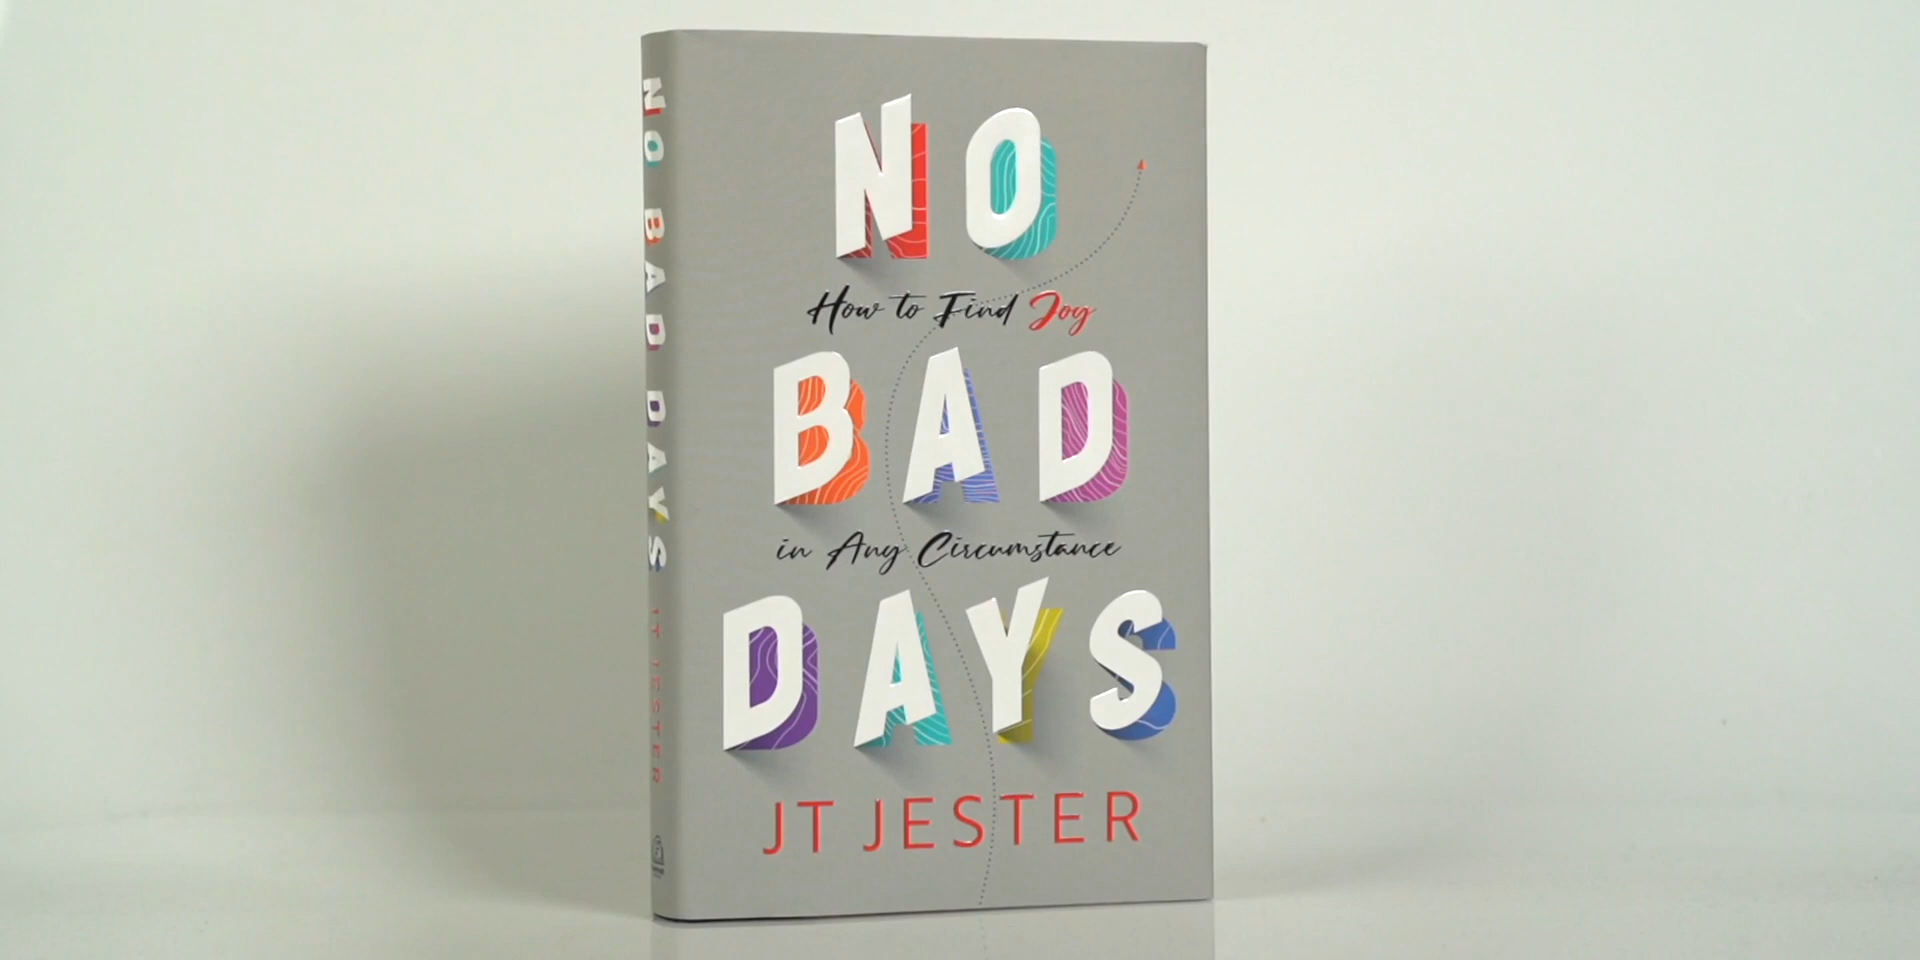 NO BAD DAYS JT JESTER
NO
How to Find Joy
BAD
in Any Circumstance
DAYS
JT JESTER